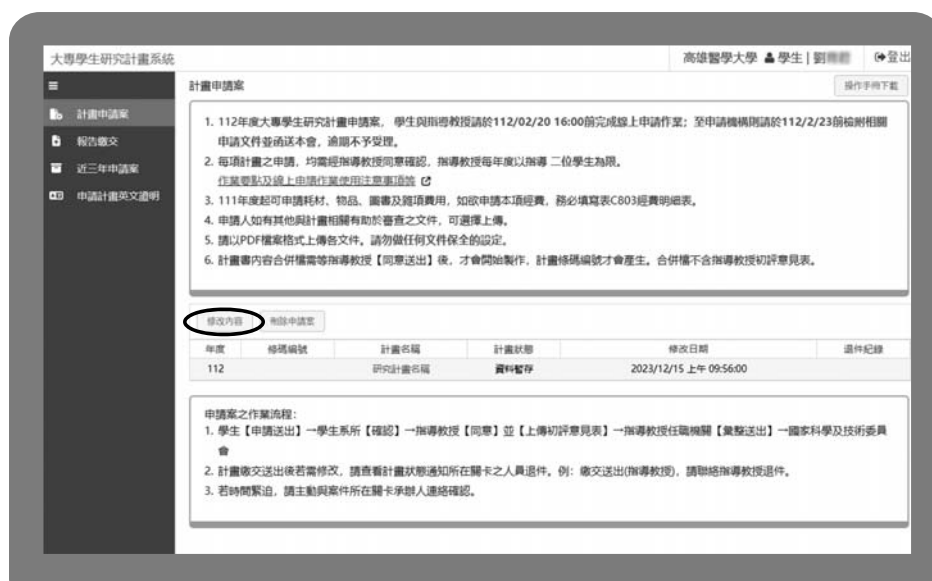 大專學生研究計畫系統
高雄醫學大學 學生 | 劉 登出
計畫申請案
操作手冊下載
計畫申請案
報告繳交
近三年申請案
申請計畫英文證明
1. 112年度大專學生研究計畫申請案， 學生與指導教授請於112/02/20 16:00前完成線上申請作業；至申請機構則請於112/2/23前檢附相關
申請文件並函送本會，逾期不予受理。
2. 每項計畫之申請，均需經指導教授同意確認，指導教授每年度以指導 二位學生為限。
作業要點及線上申請作業使用注意事項等
3. 111年度起可申請耗材、物品、圖書及雜項費用，如欲申請本項經費，務必填寫表C803經費明細表。
4. 申請人如有其他與計畫相關有助於審查之文件，可選擇上傳。
5. 請以PDF檔案格式上傳各文件。請勿做任何文件保全的設定。
6. 計畫書內容合併檔需等指導教授【同意送出】後，才會開始製作，計畫條碼編號才會產生。合併檔不含指導教授初評意見表。
修改內容 刪除申請案
年度 條碼編號 計畫名稱 計畫狀態 修改日期 退件紀錄
112 研究計畫名稱 資料暫存 2023/12/15 上午 09:56:00
申請案之作業流程：
1. 學生【申請送出】→學生系所【確認】→指導教授【同意】並【上傳初評意見表】→指導教授任職機關【彙整送出】→國家科學及技術委員
會
2. 計畫繳交送出後若需修改，請查看計畫狀態通知所在關卡之人員退件。例：繳交送出(指導教授)，請聯絡指導教授退件。
3. 若時間緊迫，請主動與案件所在關卡承辦人連絡確認。